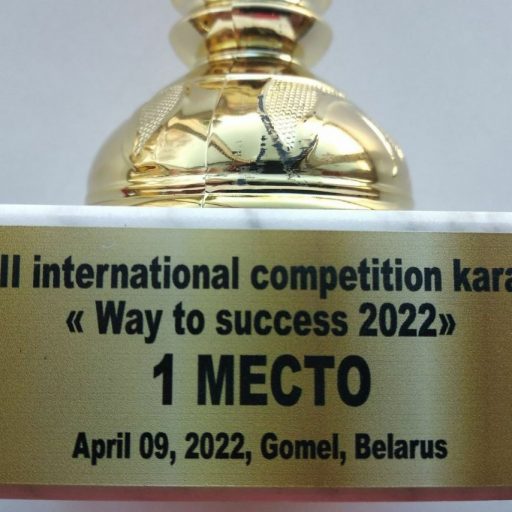 II international competition kara
« Way to success 2022»
1 МЕСТО
April 09, 2022, Gomel, Belarus